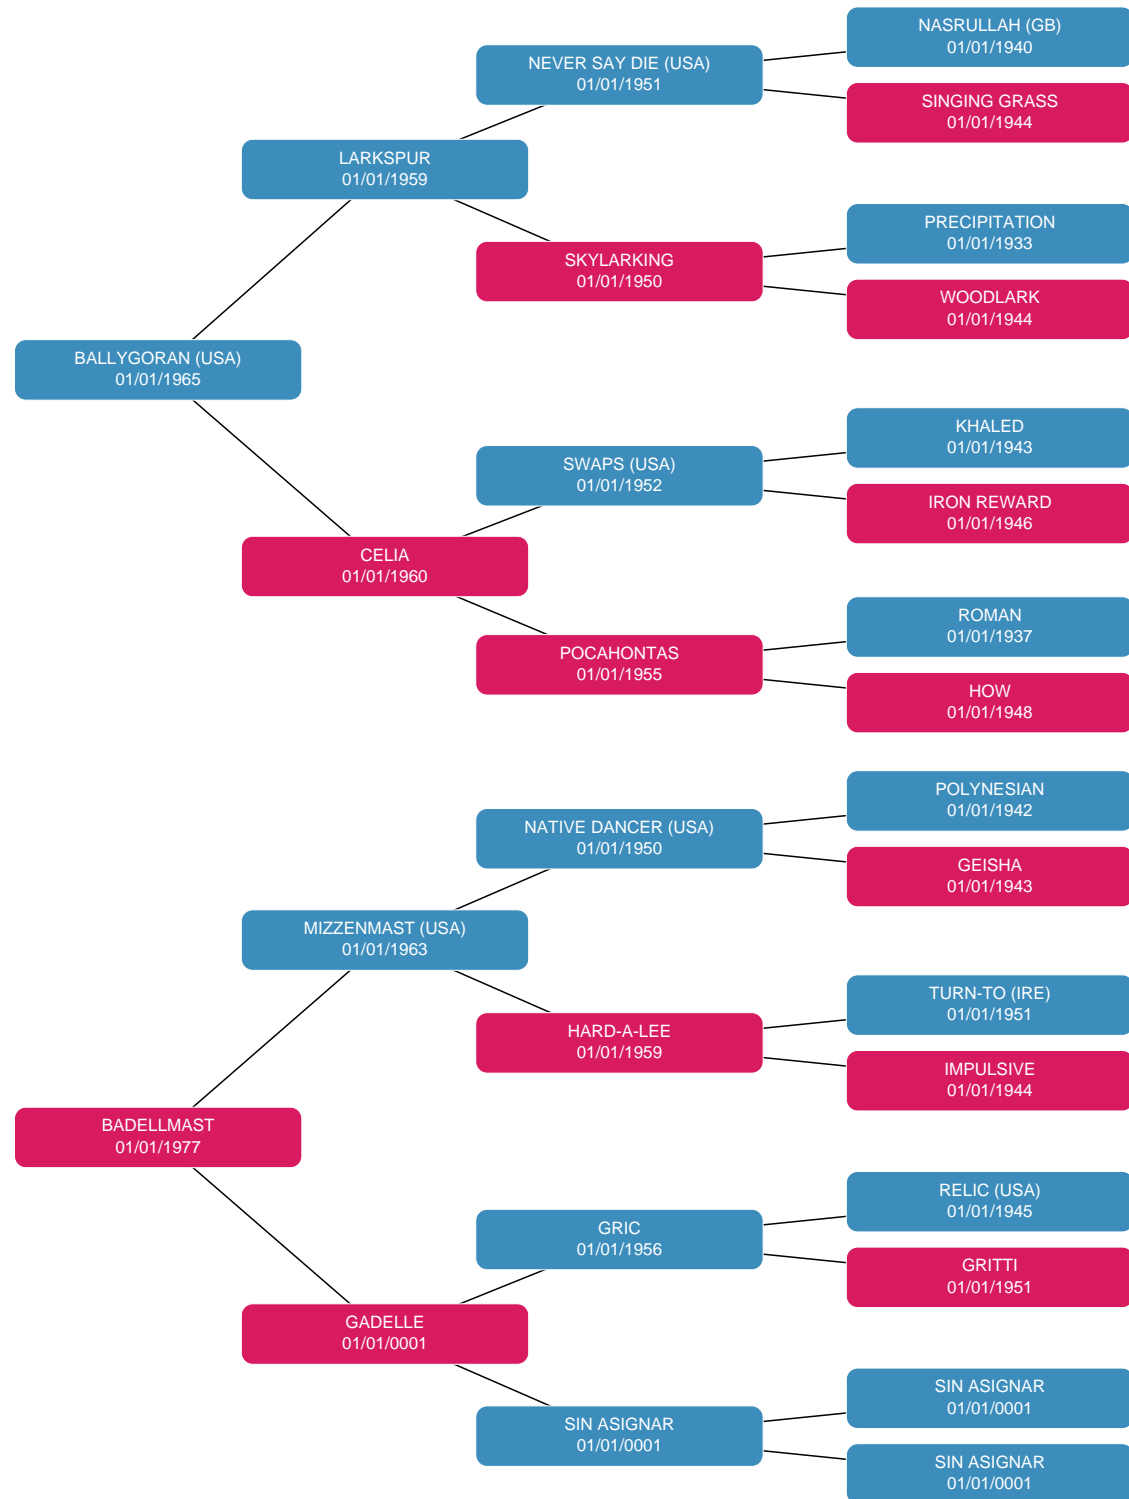 NASRULLAH (GB)
01/01/1940
NEVER SAY DIE (USA)
01/01/1951
SINGING GRASS
01/01/1944
LARKSPUR
01/01/1959
PRECIPITATION
01/01/1933
SKYLARKING
01/01/1950
WOODLARK
01/01/1944
BALLYGORAN (USA)
01/01/1965
KHALED
01/01/1943
SWAPS (USA)
01/01/1952
IRON REWARD
01/01/1946
CELIA
01/01/1960
ROMAN
01/01/1937
POCAHONTAS
01/01/1955
HOW
01/01/1948
POLYNESIAN
01/01/1942
NATIVE DANCER (USA)
01/01/1950
GEISHA
01/01/1943
MIZZENMAST (USA)
01/01/1963
TURN-TO (IRE)
01/01/1951
HARD-A-LEE
01/01/1959
IMPULSIVE
01/01/1944
BADELLMAST
01/01/1977
RELIC (USA)
01/01/1945
GRIC
01/01/1956
GRITTI
01/01/1951
GADELLE
01/01/0001
SIN ASIGNAR
01/01/0001
SIN ASIGNAR
01/01/0001
SIN ASIGNAR
01/01/0001